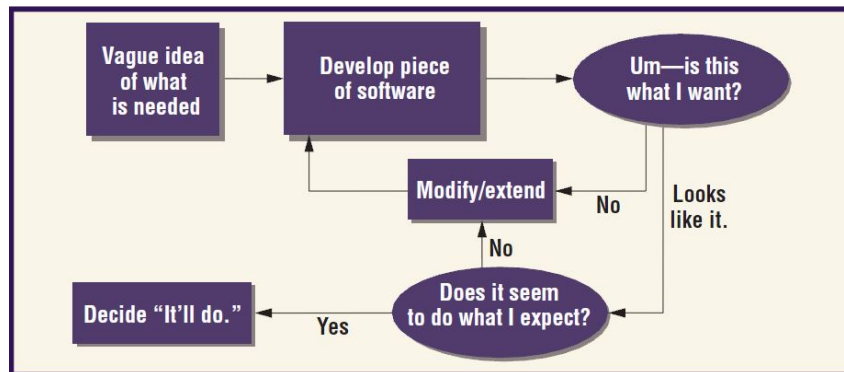 Vague idea
of what
is needed
Develop piece
of software
Um—is this
what I want?
Modify/extend
No
Looks
like it.
No
Does it seem
to do what I expect?
Yes
Decide “It’ll do.”